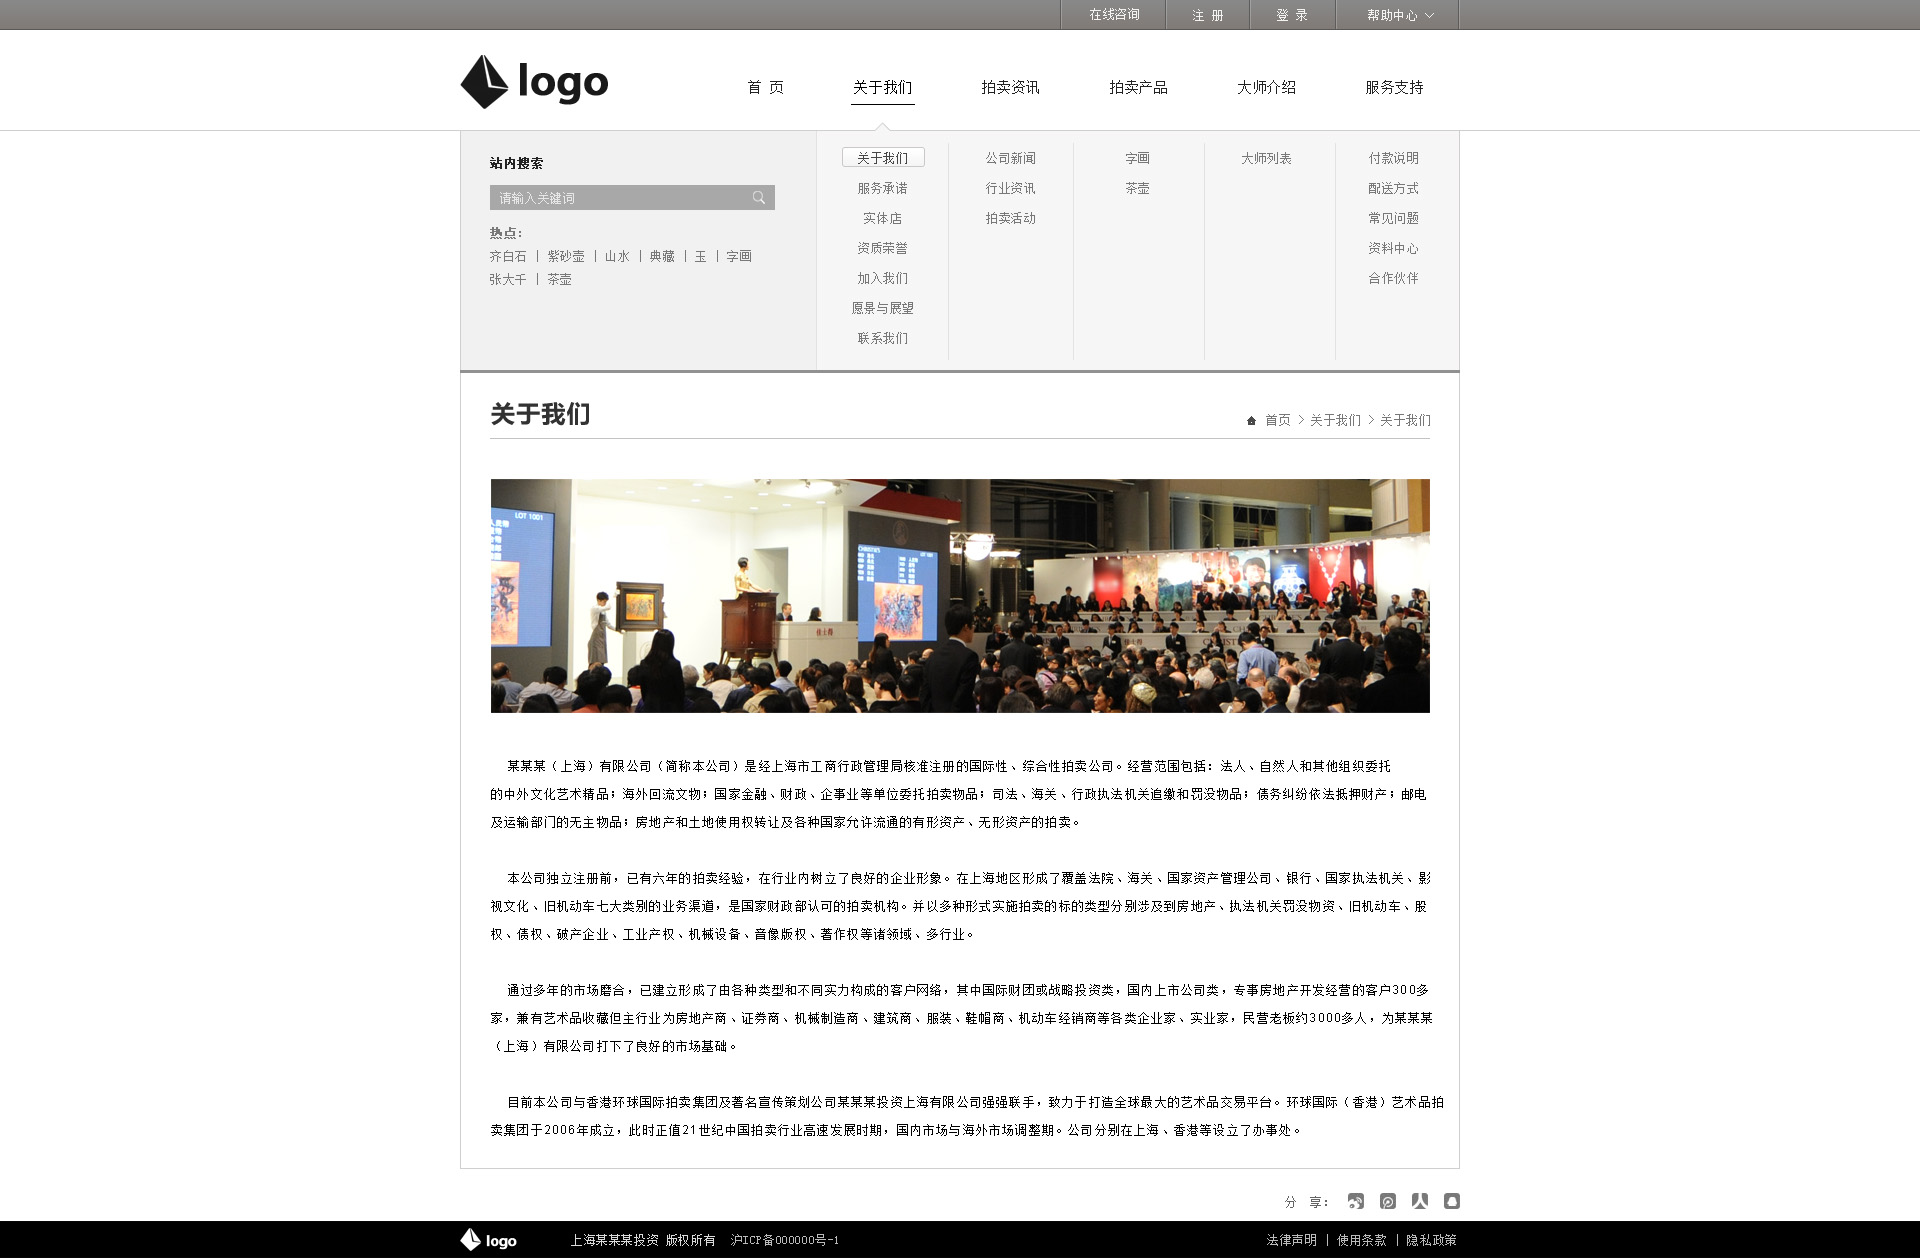 在线咨询 注 册 登 录 帮助中心
logo 首 页 关于我们 拍卖资讯 拍卖产品 大师介绍 服务支持
站内搜索
请输入关键词
热点：
齐白石 | 紫砂壶 | 山水 | 典藏 | 玉 | 字画
张大千 | 茶壶
关于我们 公司新闻 字画 大师列表 付款说明
服务承诺 行业资讯 茶壶 配送方式
实体店 拍卖活动 常见问题
资质荣誉 资料中心
加入我们 合作伙伴
愿景与展望
联系我们
关于我们
首页 > 关于我们 > 关于我们
LOT 1001
CHRISTIE'S
佳士得
佳士得
某某某（上海）有限公司（简称本公司）是经上海市工商行政管理局核准注册的国际性、综合性拍卖公司。经营范围包括：法人、自然人和其他组织委托
的中外文化艺术精品；海外回流文物；国家金融、财政、企事业等单位委托拍卖物品；司法、海关、行政执法机关追缴和罚没物品；债务纠纷依法抵押财产；邮电
及运输部门的无主物品；房地产和土地使用权转让及各种国家允许流通的有形资产、无形资产的拍卖。
本公司独立注册前，已有六年的拍卖经验，在行业内树立了良好的企业形象。在上海地区形成了覆盖法院、海关、国家资产管理公司、银行、国家执法机关、影
视文化、旧机动车七大类别的业务渠道，是国家财政部认可的拍卖机构。并以多种形式实施拍卖的标的类型分别涉及到房地产、执法机关罚没物资、旧机动车、股
权、债权、破产企业、工业产权、机械设备、音像版权、著作权等诸领域、多行业。
通过多年的市场磨合，已建立形成了由各种类型和不同实力构成的客户网络，其中国际财团或战略投资类，国内上市公司类，专事房地产开发经营的客户300多
家，兼有艺术品收藏但主行业为房地产商、证券商、机械制造商、建筑商、服装、鞋帽商、机动车经销商等各类企业家、实业家，民营老板约3000多人，为某某某
（上海）有限公司打下了良好的市场基础。
目前本公司与香港环球国际拍卖集团及著名宣传策划公司某某某投资上海有限公司强强联手，致力于打造全球最大的艺术品交易平台。环球国际（香港）艺术品拍
卖集团于2006年成立，此时正值21世纪中国拍卖行业高速发展时期，国内市场与海外市场调整期。公司分别在上海、香港等设立了办事处。
分 享：
logo 上海某某某投资 版权所有 沪ICP备000000号-1 法律声明 | 使用条款 | 隐私政策